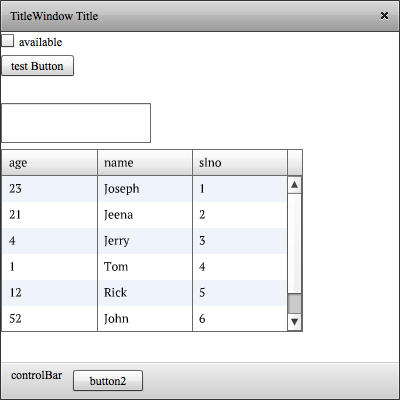 TitleWindow Title
available
test Button
age name slno
23 Joseph 1
21 Jeena 2
4 Jerry 3
1 Tom 4
12 Rick 5
52 John 6
controlBar button2